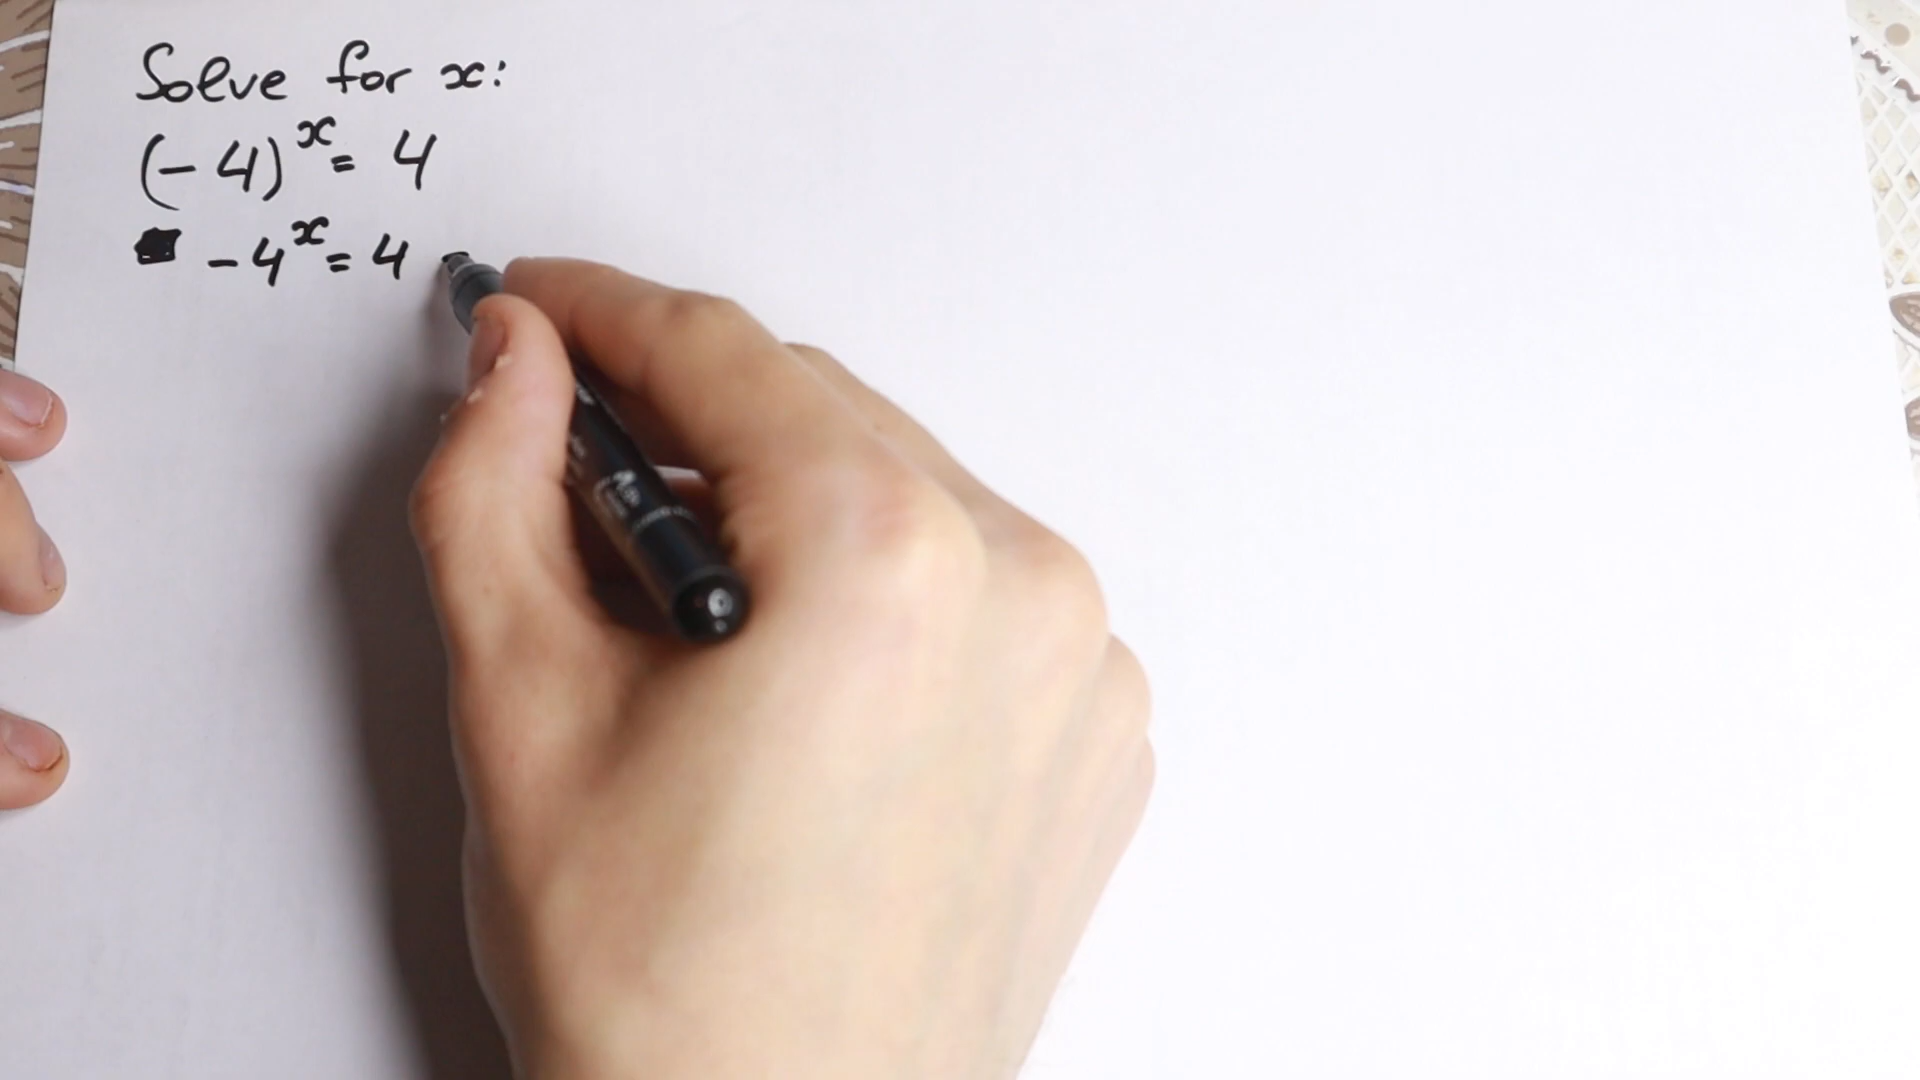 Solve for x:
(-4)^x = 4
-4^x = 4